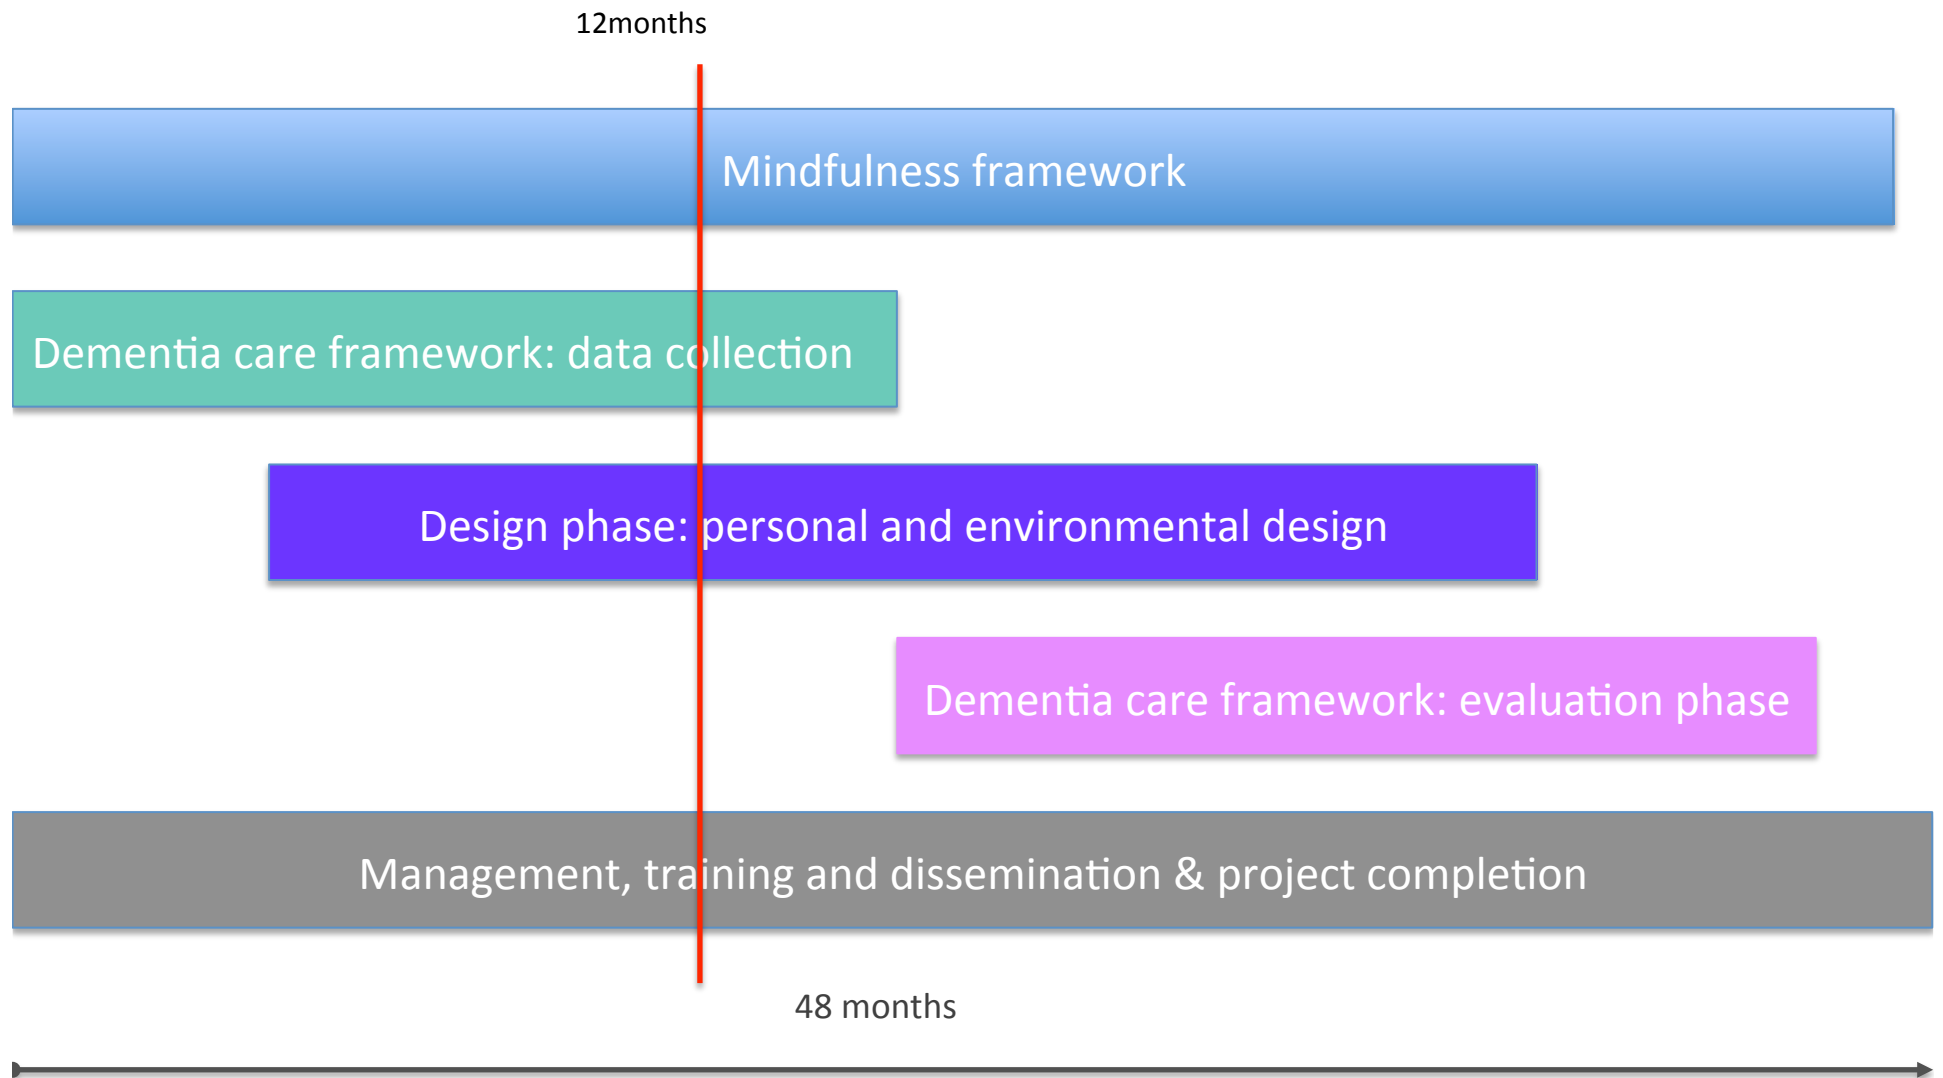 12months
Mindfulness framework
Dementia care framework: data collection
Design phase: personal and environmental design
Dementia care framework: evaluation phase
Management, training and dissemination & project completion
48 months